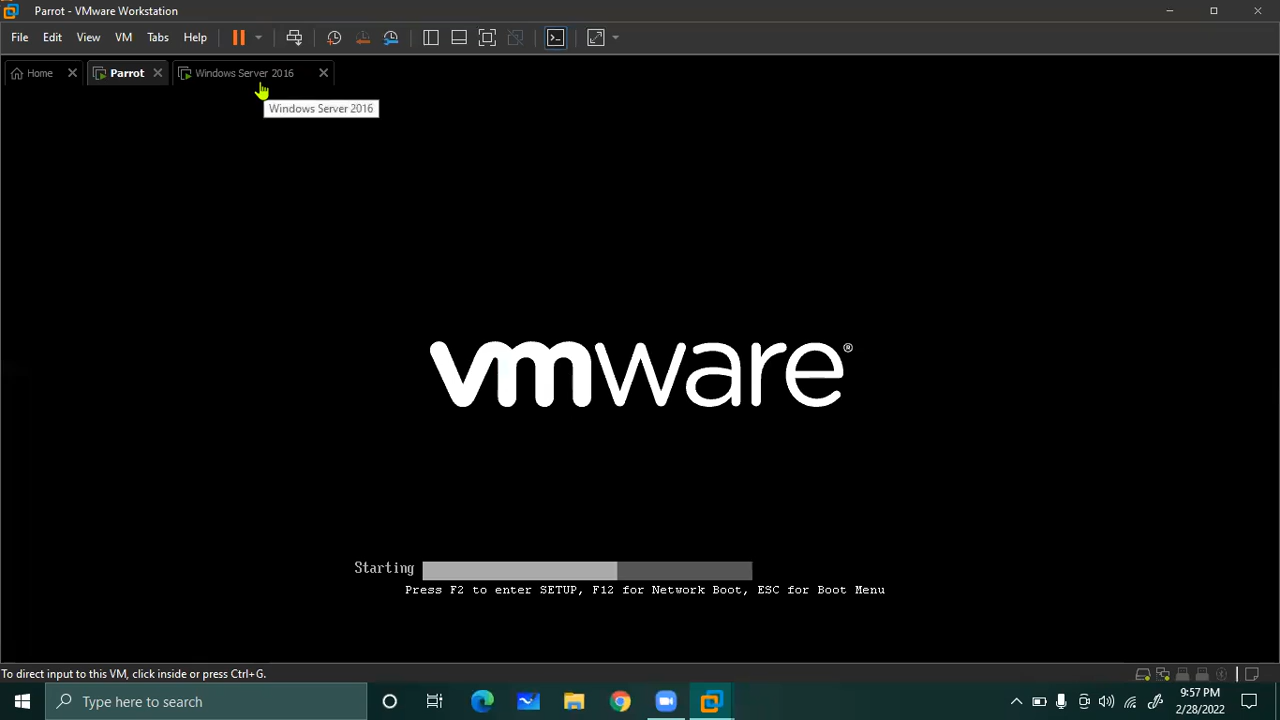 Parrot - VMware Workstation
File Edit View VM Tabs Help
Home Parrot Windows Server 2016
Windows Server 2016
vmware®
Starting
Press F2 to enter SETUP, F12 for Network Boot, ESC for Boot Menu
To direct input to this VM, click inside or press Ctrl+G.
Type here to search
9:57 PM
2/28/2022